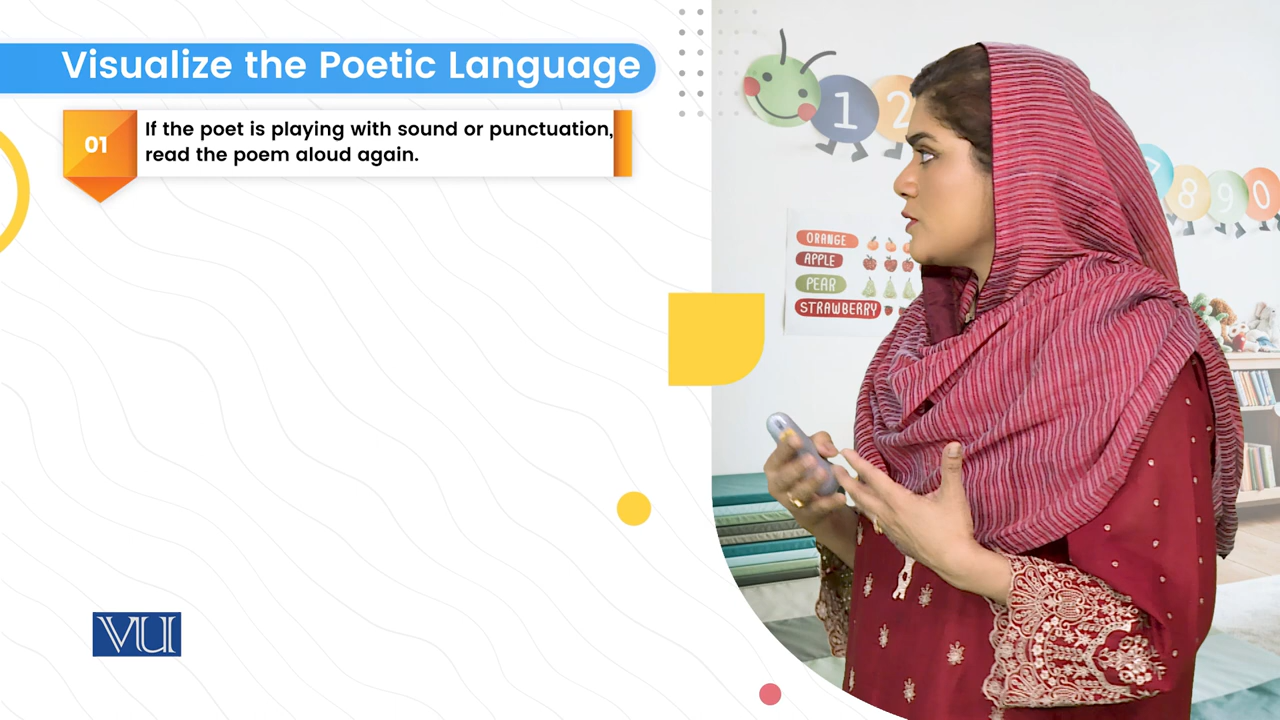 Visualize the Poetic Language
01
If the poet is playing with sound or punctuation,
read the poem aloud again.
1 2
7 8 9 0
ORANGE
APPLE
PEAR
STRAWBERRY
VU